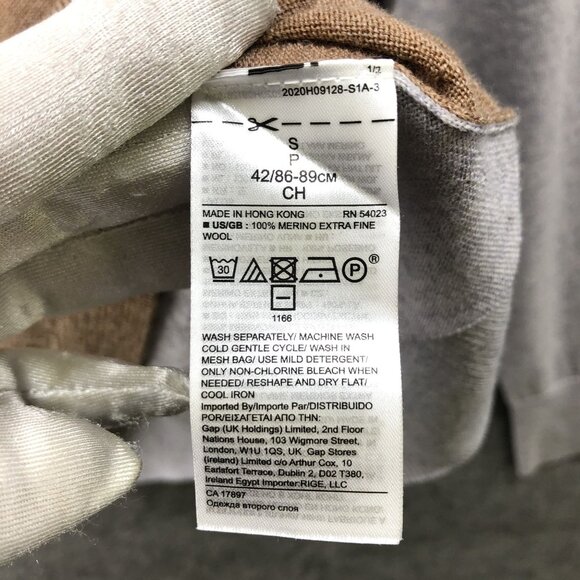 1/2
2020H09128-S1A-3
S
P
42/86-89CM
CH
MADE IN HONG KONG RN 54023
■ US/GB : 100% MERINO EXTRA FINE
WOOL
30 P ®
1166
WASH SEPARATELY/ MACHINE WASH
COLD GENTLE CYCLE/ WASH IN
MESH BAG/ USE MILD DETERGENT/
ONLY NON-CHLORINE BLEACH WHEN
NEEDED/ RESHAPE AND DRY FLAT/
COOL IRON
Imported By/Importe Par/DISTRIBUIDO
POR/ΕΙΣΑΓΕΤΑΙ ΑΠΟ ΤΗΝ:
Gap (UK Holdings) Limited, 2nd Floor
Nations House, 103 Wigmore Street,
London, W1U 1QS, UK. Gap Stores
(Ireland) Limited c/o Arthur Cox, 10
Earlsfort Terrace, Dublin 2, D02 T380,
Ireland Egypt Importer:RIGE, LLC
CA 17897
Одежда второго слоя